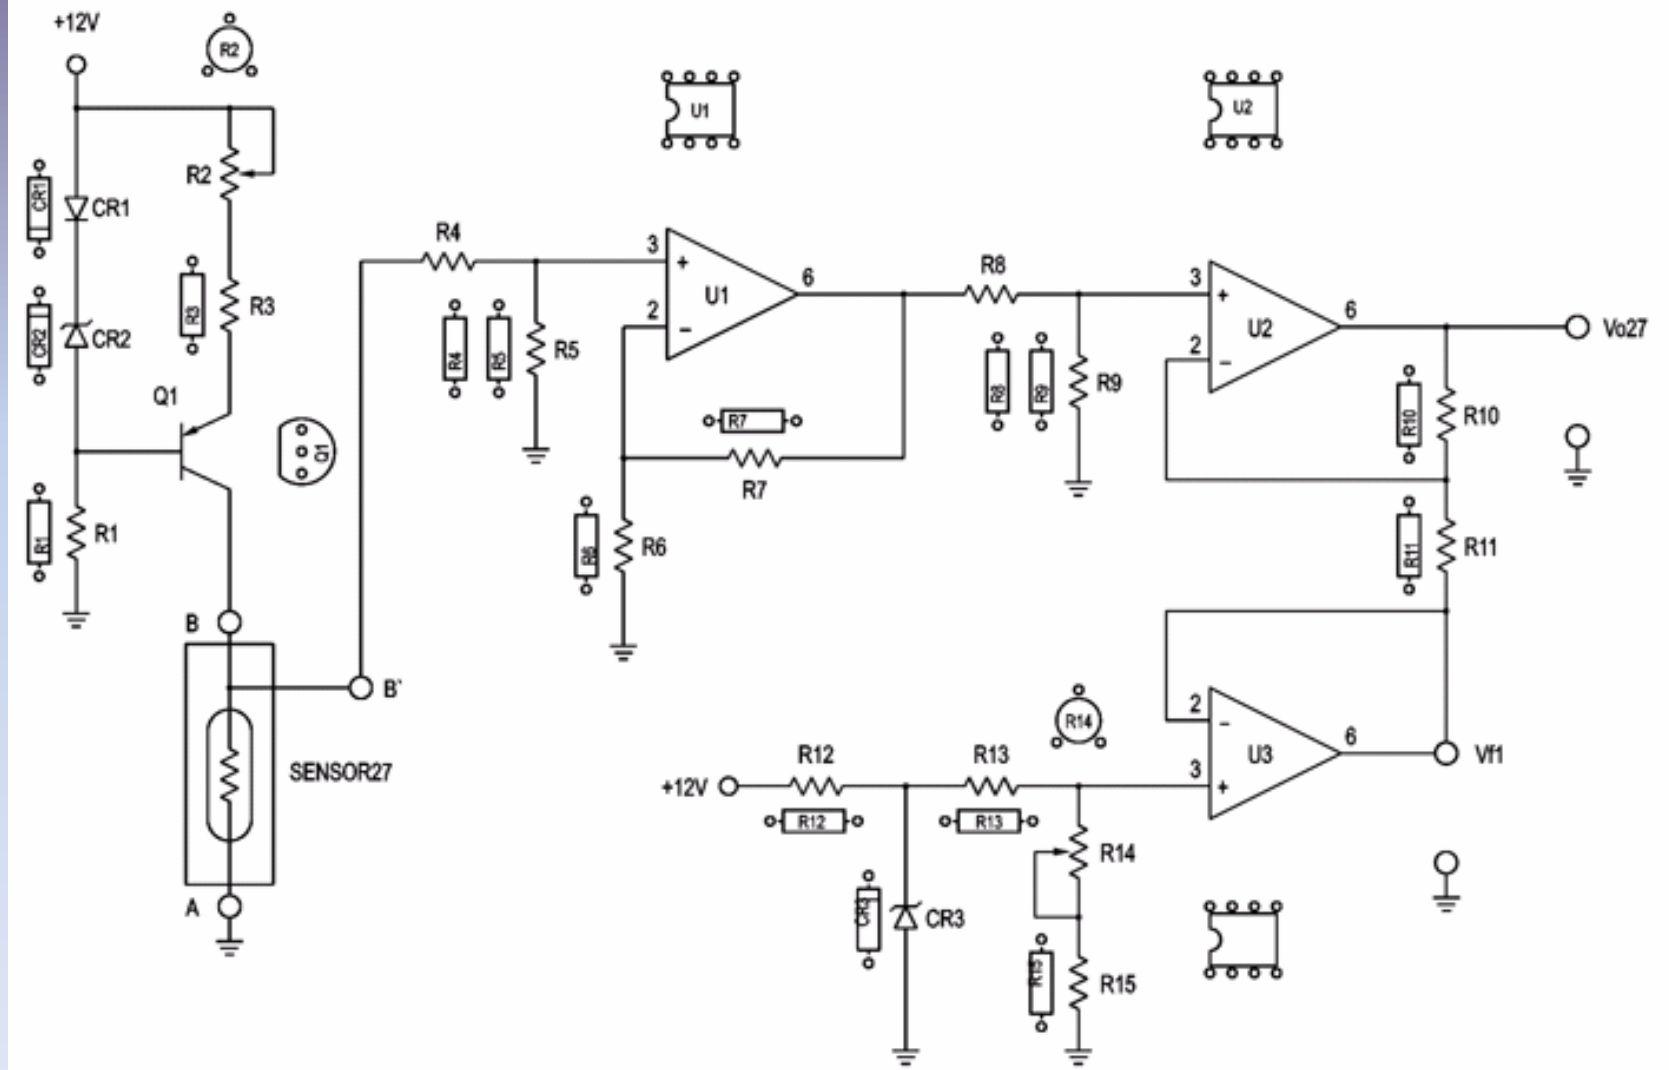 +12V
R2
R2
CR1
CR1
CR2
CR2
R3
R3
Q1
Q1
R1
R1
B
B`
SENSOR27
A
R4
R4
R5
R5
3
+
2
-
U1
6
U1
R7
R7
R6
R6
R8
R8
R9
R9
3
+
2
-
U2
6
U2
Vo27
R10
R10
R11
R11
2
-
3
+
U3
6
Vf1
+12V
R12
R12
R13
R13
R14
R14
CR3
CR3
R15
R15